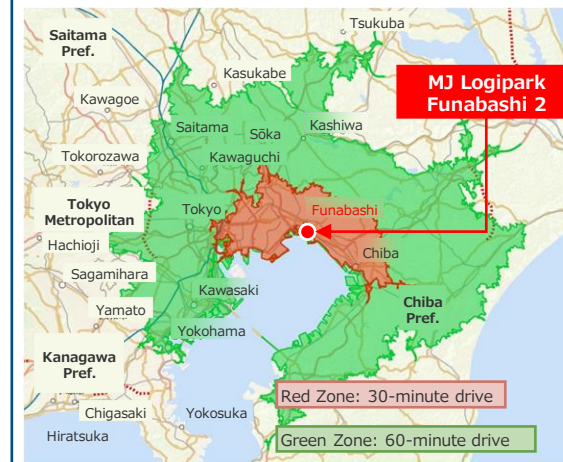 Saitama
Pref.
Tsukuba
Kasukabe
MJ Logipark
Funabashi 2
Kawagoe
Saitama
Sōka
Kashiwa
Kawaguchi
Tokorozawa
Tokyo
Metropolitan
Tokyo
Funabashi
Hachioji
Chiba
Sagamihara
Kawasaki
Chiba
Pref.
Yamato
Yokohama
Kanagawa
Pref.
Red Zone: 30-minute drive
Chigasaki
Yokosuka
Hiratsuka
Green Zone: 60-minute drive